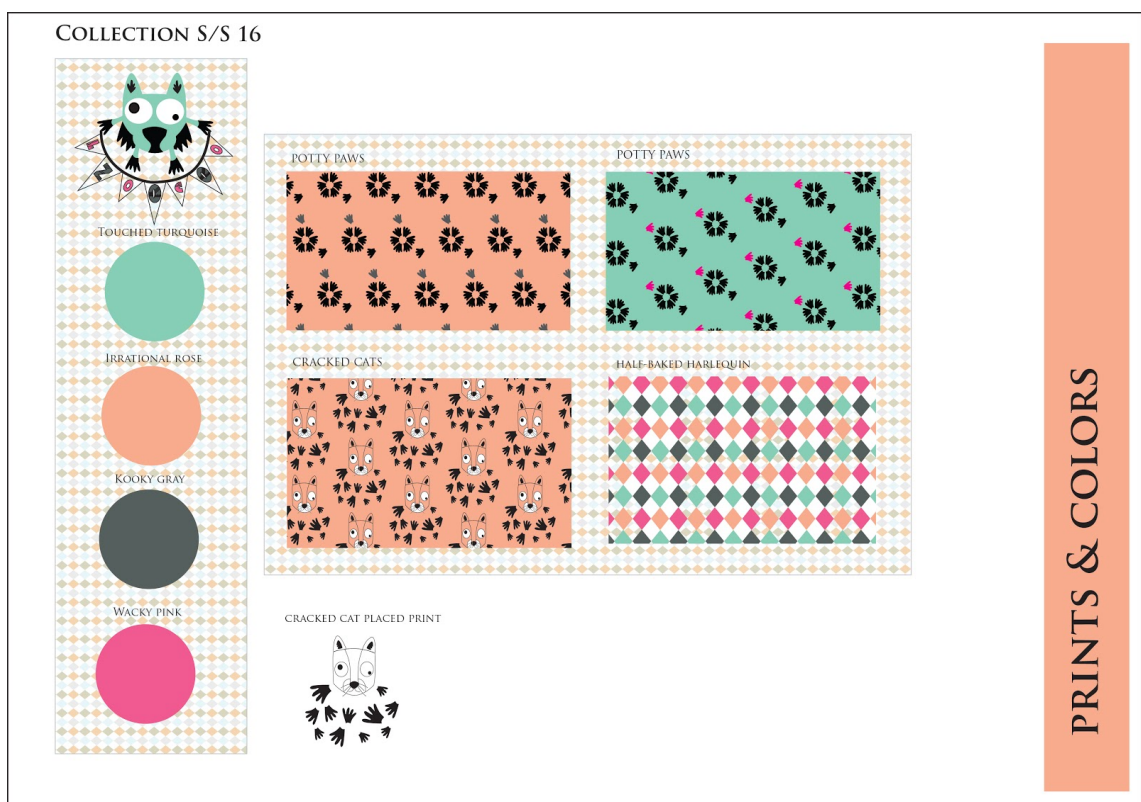 Collection S/S 16
Touched turquoise
Irrational rose
Kooky gray
Wacky pink
POTTY PAWS
POTTY PAWS
CRACKED CATS
HALF-BAKED HARLEQUIN
CRACKED CAT PLACED PRINT
PRINTS & COLORS